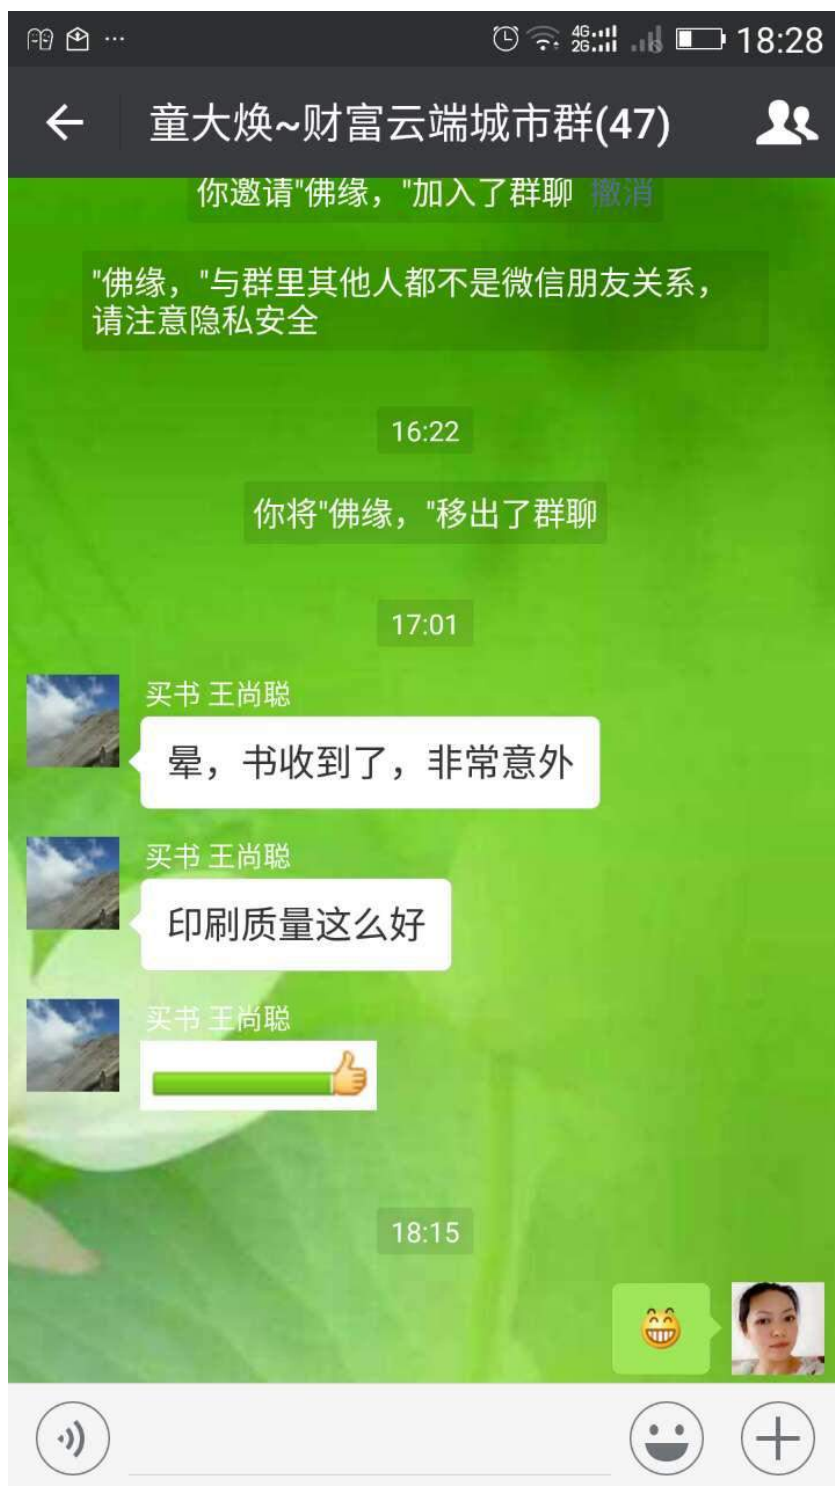 4G
2G
18:28
童大焕~财富云端城市群(47)
你邀请"佛缘，"加入了群聊 撤消
"佛缘，"与群里其他人都不是微信朋友关系，
请注意隐私安全
16:22
你将"佛缘，"移出了群聊
17:01
买书 王尚聪
晕，书收到了，非常意外
买书 王尚聪
印刷质量这么好
买书 王尚聪
18:15